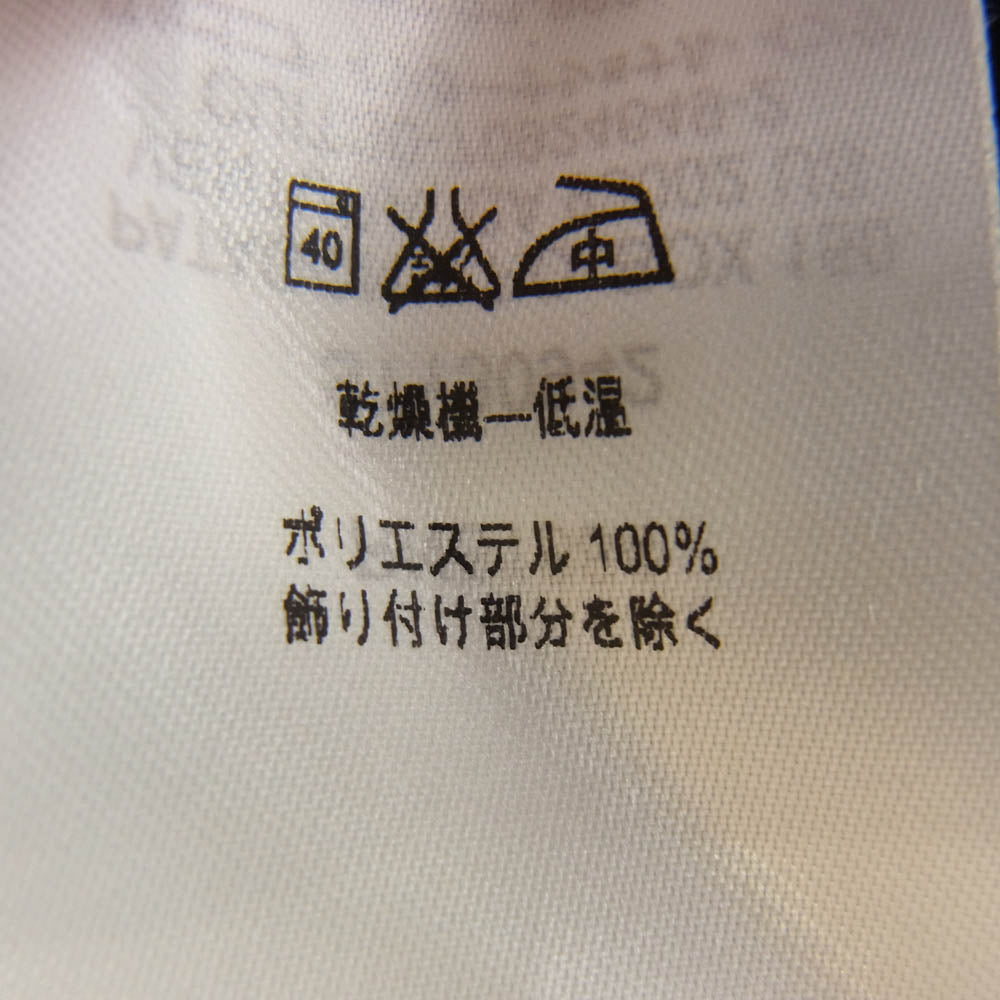 40 中
乾燥機—低温
ポリエステル 100%
飾り付け部分を除く